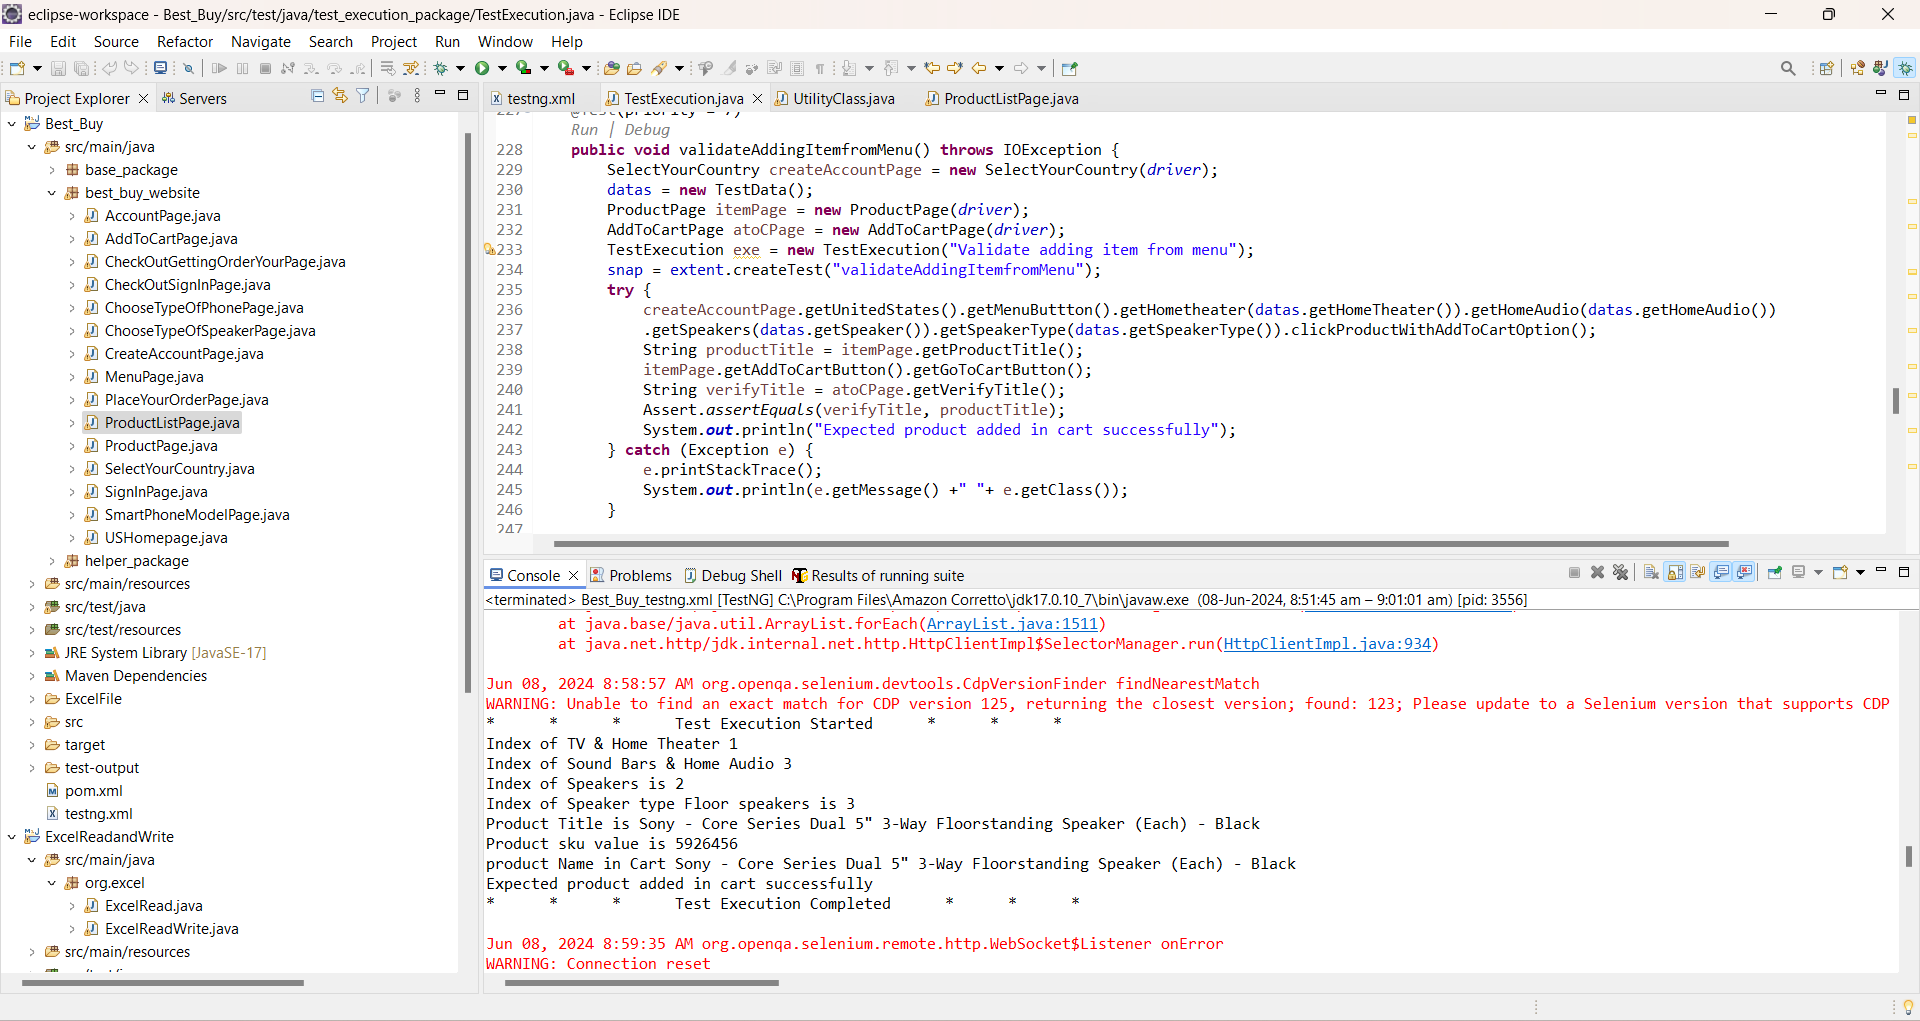 eclipse-workspace - Best_Buy/src/test/java/test_execution_package/TestExecution.java - Eclipse IDE
File Edit Source Refactor Navigate Search Project Run Window Help
Project Explorer Servers
Best_Buy
src/main/java
base_package
best_buy_website
AccountPage.java
AddToCartPage.java
CheckOutGettingOrderYourPage.java
CheckOutSignInPage.java
ChooseTypeOfPhonePage.java
ChooseTypeOfSpeakerPage.java
CreateAccountPage.java
MenuPage.java
PlaceYourOrderPage.java
ProductListPage.java
ProductPage.java
SelectYourCountry.java
SignInPage.java
SmartPhoneModelPage.java
USHomepage.java
helper_package
src/main/resources
src/test/java
src/test/resources
JRE System Library [JavaSE-17]
Maven Dependencies
ExcelFile
src
target
test-output
pom.xml
testng.xml
ExcelReadandWrite
src/main/java
org.excel
ExcelRead.java
ExcelReadWrite.java
src/main/resources
testng.xml TestExecution.java UtilityClass.java ProductListPage.java
Run | Debug
228 public void validateAddingItemfromMenu() throws IOException {
229 SelectYourCountry createAccountPage = new SelectYourCountry(driver);
230 datas = new TestData();
231 ProductPage itemPage = new ProductPage(driver);
232 AddToCartPage atoCPage = new AddToCartPage(driver);
233 TestExecution exe = new TestExecution("Validate adding item from menu");
234 snap = extent.createTest("validateAddingItemfromMenu");
235 try {
236 createAccountPage.getUnitedStates().getMenuButtton().getHometheater(datas.getHomeTheater()).getHomeAudio(datas.getHomeAudio())
237 .getSpeakers(datas.getSpeaker()).getSpeakerType(datas.getSpeakerType()).clickProductWithAddToCartOption();
238 String productTitle = itemPage.getProductTitle();
239 itemPage.getAddToCartButton().getGoToCartButton();
240 String verifyTitle = atoCPage.getVerifyTitle();
241 Assert.assertEquals(verifyTitle, productTitle);
242 System.out.println("Expected product added in cart successfully");
243 } catch (Exception e) {
244 e.printStackTrace();
245 System.out.println(e.getMessage() +" "+ e.getClass());
246 }
247
Console Problems Debug Shell Results of running suite
<terminated> Best_Buy_testng.xml [TestNG] C:\Program Files\Amazon Corretto\jdk17.0.10_7\bin\javaw.exe (08-Jun-2024, 8:51:45 am – 9:01:01 am) [pid: 3556]
at java.base/java.util.ArrayList.forEach(ArrayList.java:1511)
at java.net.http/jdk.internal.net.http.HttpClientImpl$SelectorManager.run(HttpClientImpl.java:934)
Jun 08, 2024 8:58:57 AM org.openqa.selenium.devtools.CdpVersionFinder findNearestMatch
WARNING: Unable to find an exact match for CDP version 125, returning the closest version; found: 123; Please update to a Selenium version that supports CDP
* * * Test Execution Started * * *
Index of TV & Home Theater 1
Index of Sound Bars & Home Audio 3
Index of Speakers is 2
Index of Speaker type Floor speakers is 3
Product Title is Sony - Core Series Dual 5" 3-Way Floorstanding Speaker (Each) - Black
Product sku value is 5926456
product Name in Cart Sony - Core Series Dual 5" 3-Way Floorstanding Speaker (Each) - Black
Expected product added in cart successfully
* * * Test Execution Completed * * *
Jun 08, 2024 8:59:35 AM org.openqa.selenium.remote.http.WebSocket$Listener onError
WARNING: Connection reset